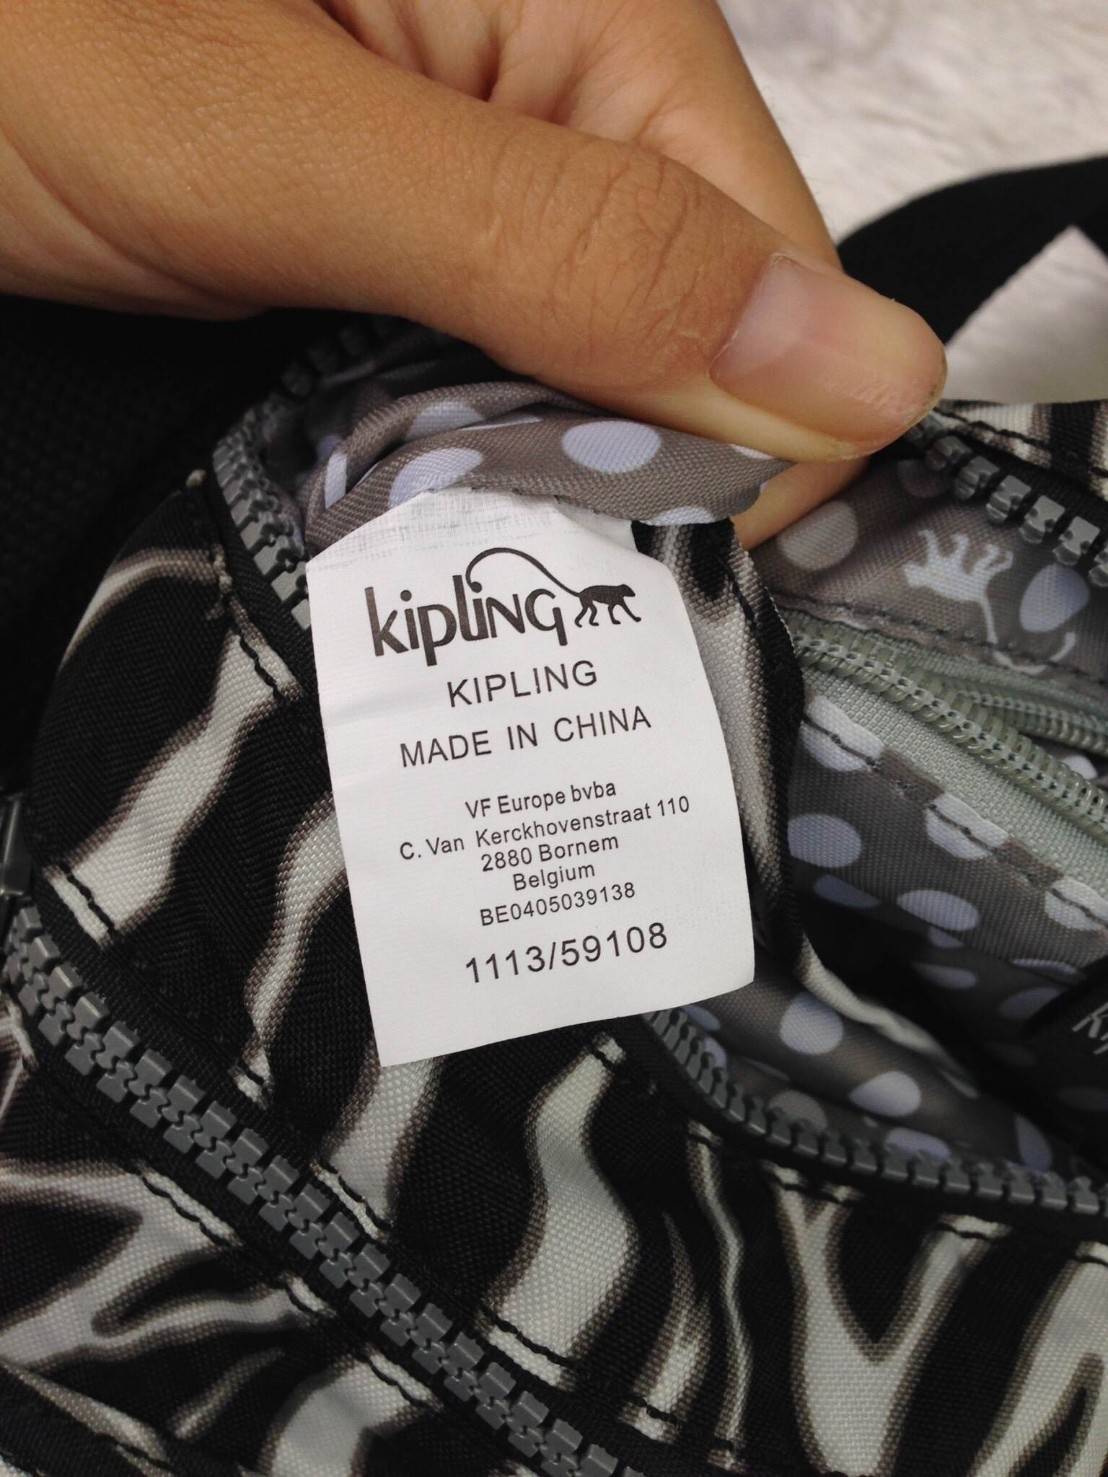 kipling
KIPLING
MADE IN CHINA
VF Europe bvba
C. Van Kerckhovenstraat 110
2880 Bornem
Belgium
BE0405039138
1113/59108